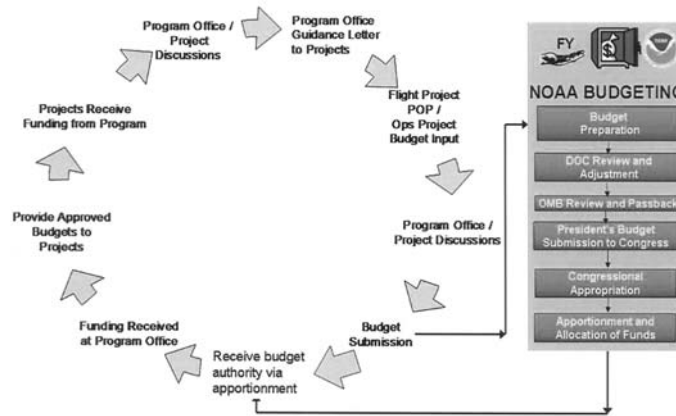 Program Office /
Project
Discussions
Program Office
Guidance Letter
to Projects
Flight Project
POP /
Ops Project
Budget Input
Program Office /
Project Discussions
Budget
Submission
Receive budget
authority via
apportionment
Funding Received
at Program Office
Provide Approved
Budgets to
Projects
Projects Receive
Funding from Program
FY
$
NOAA BUDGETING
Budget
Preparation
DOC Review and
Adjustment
OMB Review and Passback
President's Budget
Submission to Congress
Congressional
Appropriation
Apportionment and
Allocation of Funds